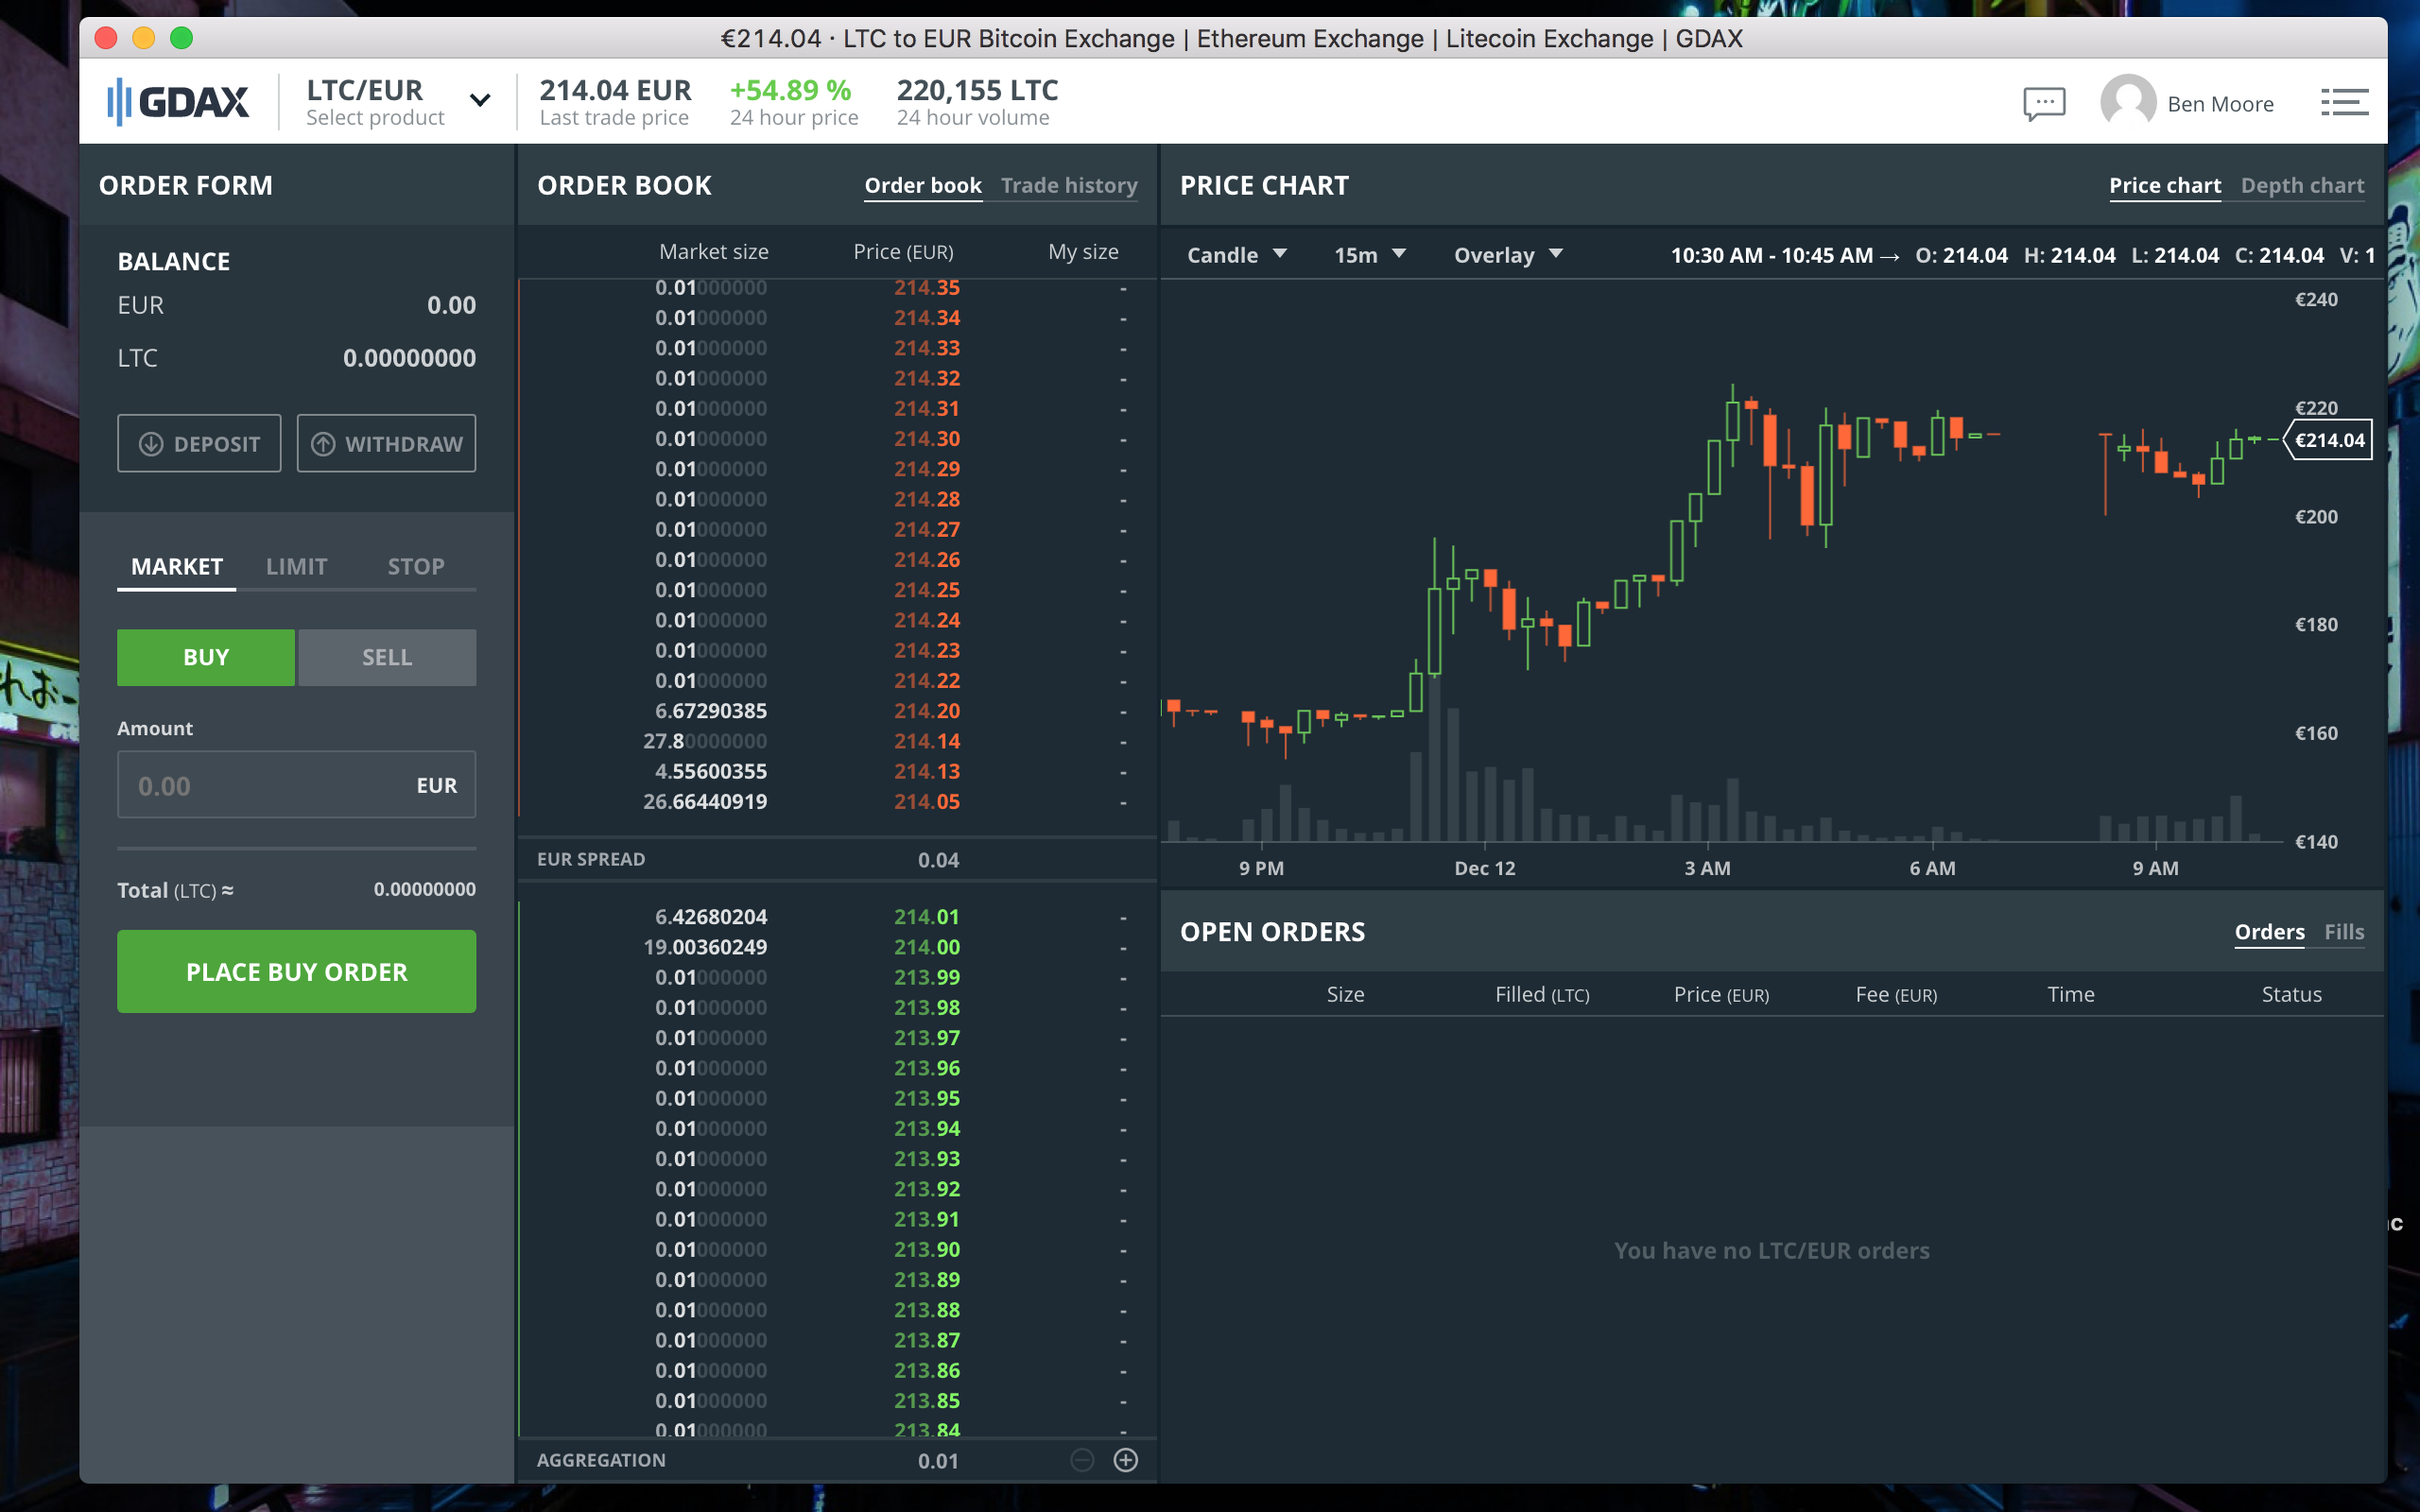 €214.04 · LTC to EUR Bitcoin Exchange | Ethereum Exchange | Litecoin Exchange | GDAX
GDAX
LTC/EUR
Select product
214.04 EUR
Last trade price
+54.89 %
24 hour price
220,155 LTC
24 hour volume
Ben Moore
ORDER FORM
BALANCE
EUR 0.00
LTC 0.00000000
DEPOSIT WITHDRAW
MARKET LIMIT STOP
BUY SELL
Amount
0.00 EUR
Total (LTC) ≈ 0.00000000
PLACE BUY ORDER
ORDER BOOK Order book Trade history
Market size Price (EUR) My size
0.01000000 214.35 -
0.01000000 214.34 -
0.01000000 214.33 -
0.01000000 214.32 -
0.01000000 214.31 -
0.01000000 214.30 -
0.01000000 214.29 -
0.01000000 214.28 -
0.01000000 214.27 -
0.01000000 214.26 -
0.01000000 214.25 -
0.01000000 214.24 -
0.01000000 214.23 -
0.01000000 214.22 -
6.67290385 214.20 -
27.80000000 214.14 -
4.55600355 214.13 -
26.66440919 214.05 -
EUR SPREAD 0.04
6.42680204 214.01 -
19.00360249 214.00 -
0.01000000 213.99 -
0.01000000 213.98 -
0.01000000 213.97 -
0.01000000 213.96 -
0.01000000 213.95 -
0.01000000 213.94 -
0.01000000 213.93 -
0.01000000 213.92 -
0.01000000 213.91 -
0.01000000 213.90 -
0.01000000 213.89 -
0.01000000 213.88 -
0.01000000 213.87 -
0.01000000 213.86 -
0.01000000 213.85 -
0.01000000 213.84 -
AGGREGATION 0.01
PRICE CHART Price chart Depth chart
Candle 15m Overlay 10:30 AM - 10:45 AM → O: 214.04 H: 214.04 L: 214.04 C: 214.04 V: 1
€240
€220
€214.04
€200
€180
€160
€140
9 PM Dec 12 3 AM 6 AM 9 AM
OPEN ORDERS Orders Fills
Size Filled (LTC) Price (EUR) Fee (EUR) Time Status
You have no LTC/EUR orders